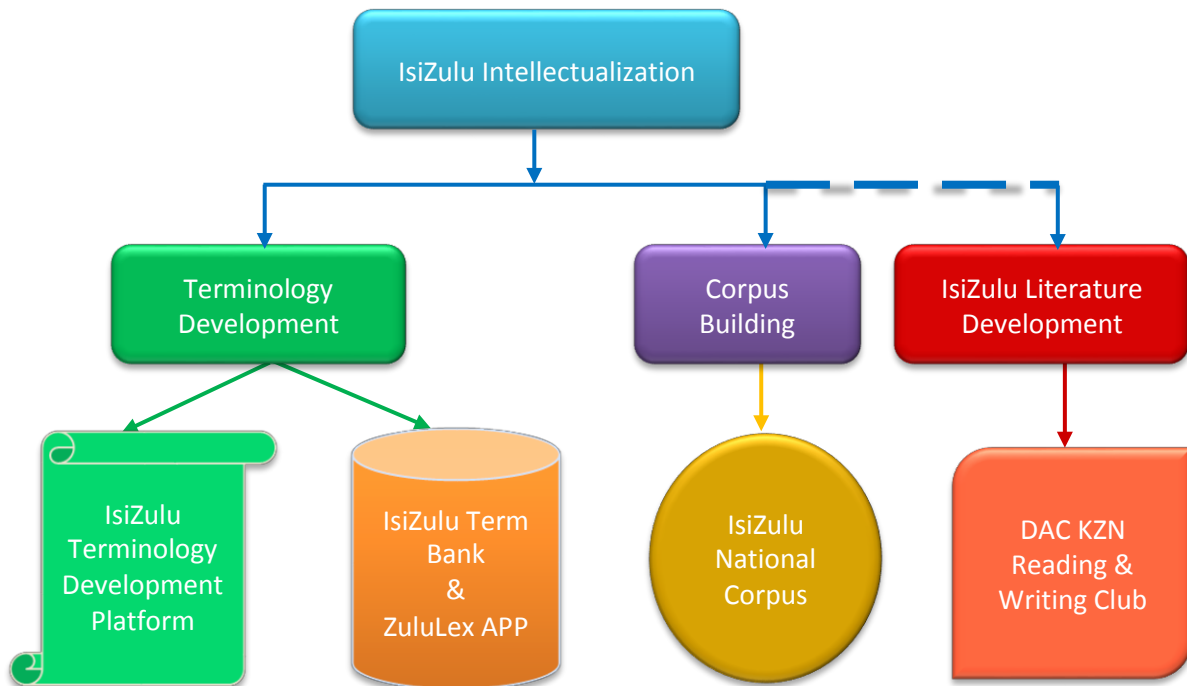 IsiZulu Intellectualization
Terminology
Development
Corpus
Building
IsiZulu Literature
Development
IsiZulu
Terminology
Development
Platform
IsiZulu Term
Bank
&
ZuluLex APP
IsiZulu
National
Corpus
DAC KZN
Reading &
Writing Club